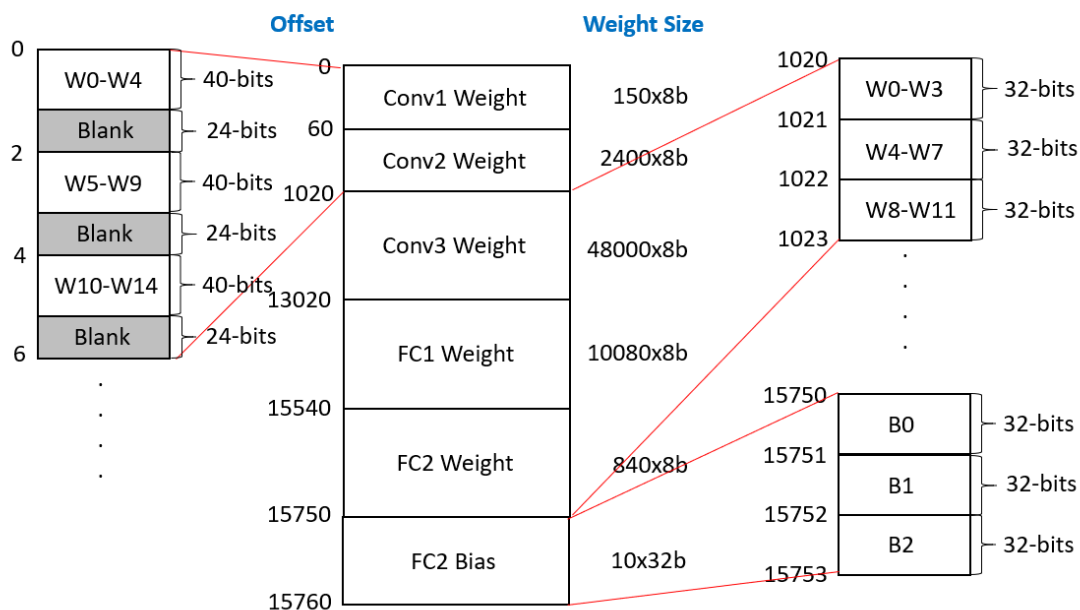 Offset
Weight Size
0
W0-W4
40-bits
Blank
24-bits
2
W5-W9
40-bits
Blank
24-bits
4
W10-W14
40-bits
Blank
24-bits
6
0
Conv1 Weight
150x8b
60
Conv2 Weight
2400x8b
1020
Conv3 Weight
48000x8b
13020
FC1 Weight
10080x8b
15540
FC2 Weight
840x8b
15750
FC2 Bias
10x32b
15760
1020
W0-W3
32-bits
1021
W4-W7
32-bits
1022
W8-W11
32-bits
1023
15750
B0
32-bits
15751
B1
32-bits
15752
B2
32-bits
15753